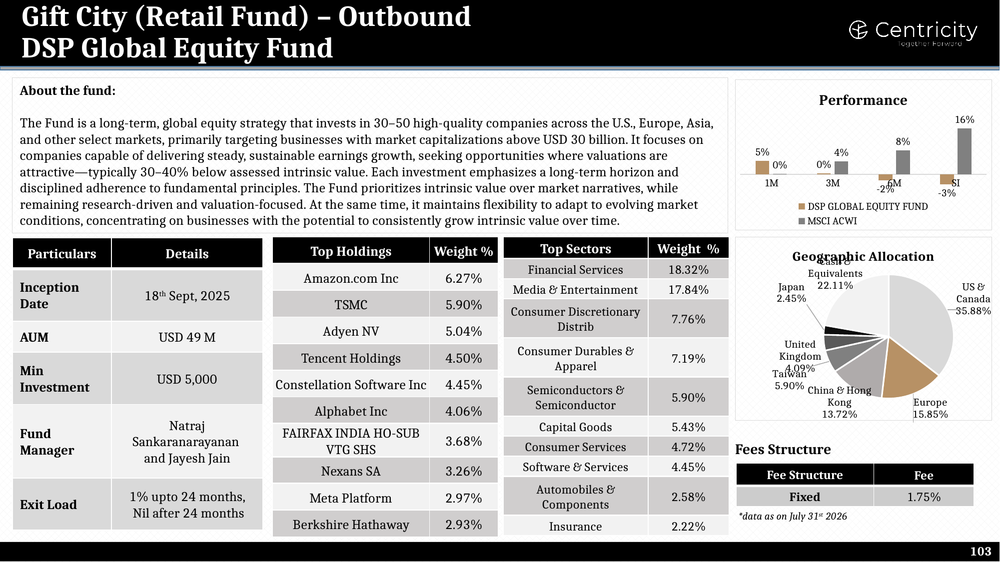 Gift City (Retail Fund) – Outbound
DSP Global Equity Fund
Centricity
Together Forward
About the fund:
The Fund is a long-term, global equity strategy that invests in 30–50 high-quality companies across the U.S., Europe, Asia,
and other select markets, primarily targeting businesses with market capitalizations above USD 30 billion. It focuses on
companies capable of delivering steady, sustainable earnings growth, seeking opportunities where valuations are
attractive—typically 30–40% below assessed intrinsic value. Each investment emphasizes a long-term horizon and
disciplined adherence to fundamental principles. The Fund prioritizes intrinsic value over market narratives, while
remaining research-driven and valuation-focused. At the same time, it maintains flexibility to adapt to evolving market
conditions, concentrating on businesses with the potential to consistently grow intrinsic value over time.
Performance
16%
8%
5%
4%
0%
0%
1M
3M
6M
SI
-2%
-3%
DSP GLOBAL EQUITY FUND
MSCI ACWI
Particulars Details
Inception
Date
18th Sept, 2025
AUM USD 49 M
Min
Investment
USD 5,000
Fund
Manager
Natraj
Sankaranarayanan
and Jayesh Jain
Exit Load
1% upto 24 months,
Nil after 24 months
Top Holdings Weight %
Amazon.com Inc 6.27%
TSMC 5.90%
Adyen NV 5.04%
Tencent Holdings 4.50%
Constellation Software Inc 4.45%
Alphabet Inc 4.06%
FAIRFAX INDIA HO-SUB
VTG SHS
3.68%
Nexans SA 3.26%
Meta Platform 2.97%
Berkshire Hathaway 2.93%
Top Sectors Weight %
Financial Services 18.32%
Media & Entertainment 17.84%
Consumer Discretionary
Distrib
7.76%
Consumer Durables &
Apparel
7.19%
Semiconductors &
Semiconductor
5.90%
Capital Goods 5.43%
Consumer Services 4.72%
Software & Services 4.45%
Automobiles &
Components
2.58%
Insurance 2.22%
Geographic Allocation
Cash &
Equivalents
22.11%
Japan
2.45%
US &
Canada
35.88%
United
Kingdom
4.09%
Taiwan
5.90%
China & Hong
Kong
13.72%
Europe
15.85%
Fees Structure
Fee Structure Fee
Fixed 1.75%
*data as on July 31st 2026
103